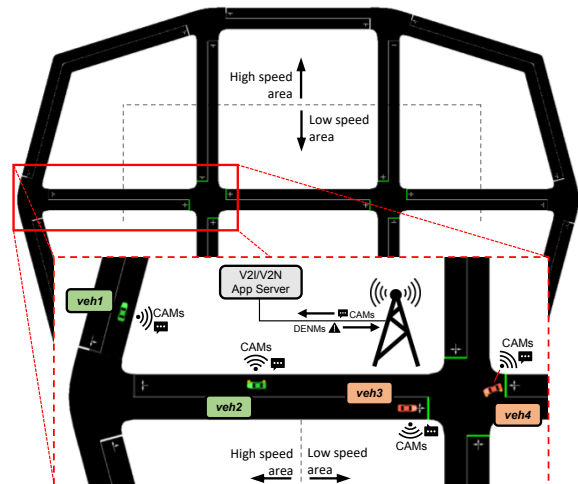 High speed
area
Low speed
area
V2I/V2N
App Server
veh1
CAMs
CAMs
DENMs
CAMs
CAMs
veh3
veh2
veh4
CAMs
High speed
area
Low speed
area